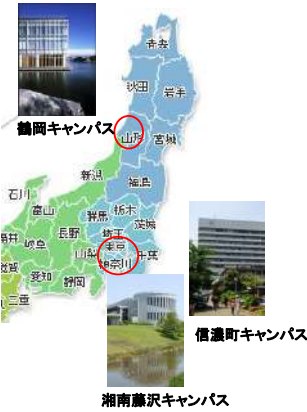 青森
秋田
岩手
鶴岡キャンパス
山形
宮城
新潟
福島
石川
富山
群馬
栃木
長野
茨城
埼玉
岐阜
山梨
東京
千葉
神奈川
滋賀
愛知
静岡
三重
信濃町キャンパス
湘南藤沢キャンパス